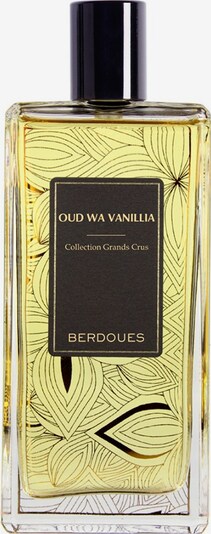 OUD WA VANILLIA
Collection Grands Crus
BERDOUES